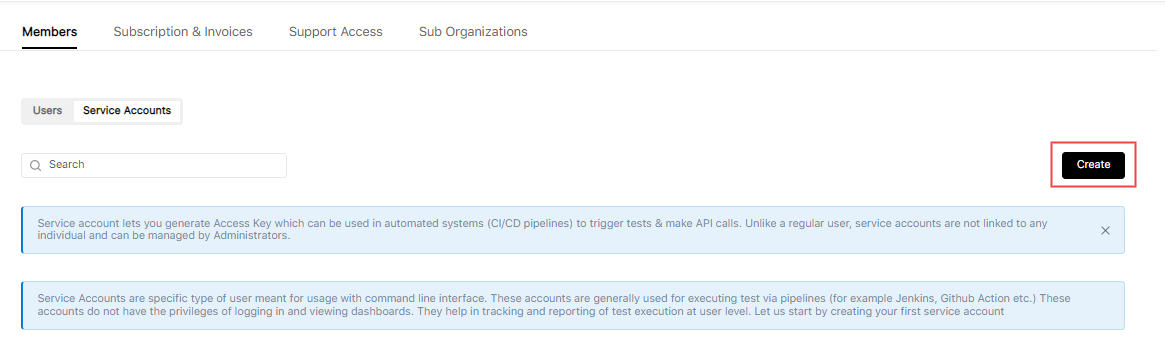 Members Subscription & Invoices Support Access Sub Organizations
Users Service Accounts
Search
Create
Service account lets you generate Access Key which can be used in automated systems (CI/CD pipelines) to trigger tests & make API calls. Unlike a regular user, service accounts are not linked to any
individual and can be managed by Administrators.
Service Accounts are specific type of user meant for usage with command line interface. These accounts are generally used for executing test via pipelines (for example Jenkins, Github Action etc.) These
accounts do not have the privileges of logging in and viewing dashboards. They help in tracking and reporting of test execution at user level. Let us start by creating your first service account